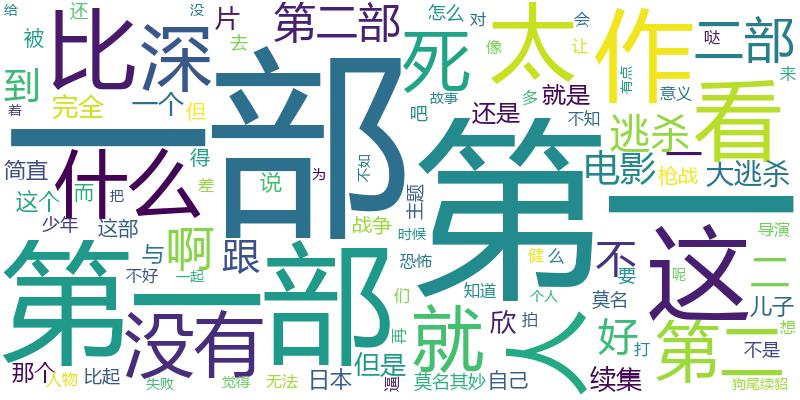 给 还 没 片 第二部 怎么 对 会
比 深 死 太 作 二部 哒
被 去 像 让 来
到 完全 一个 但 一部 看 有点
着 吧 故事 多 就是 意义
什么 得 还是 不知 逃杀
简直 差 说 为 把 不如 第一 电影 枪战 一 大逃杀
这个 而 战争 主题
少年 这部 与 啊 跟 时候 不 这 导演
第一部 不好 一起 恐怖 健 么 要 二 呢
没有 们 知道 个人 莫名 儿子
再 就 欣 拍 人 好 打 第二 想
但是 不是
那个 人物 比起 失败 觉得 无法 日本 逼 莫名其妙 自己 续集 狗尾续貂